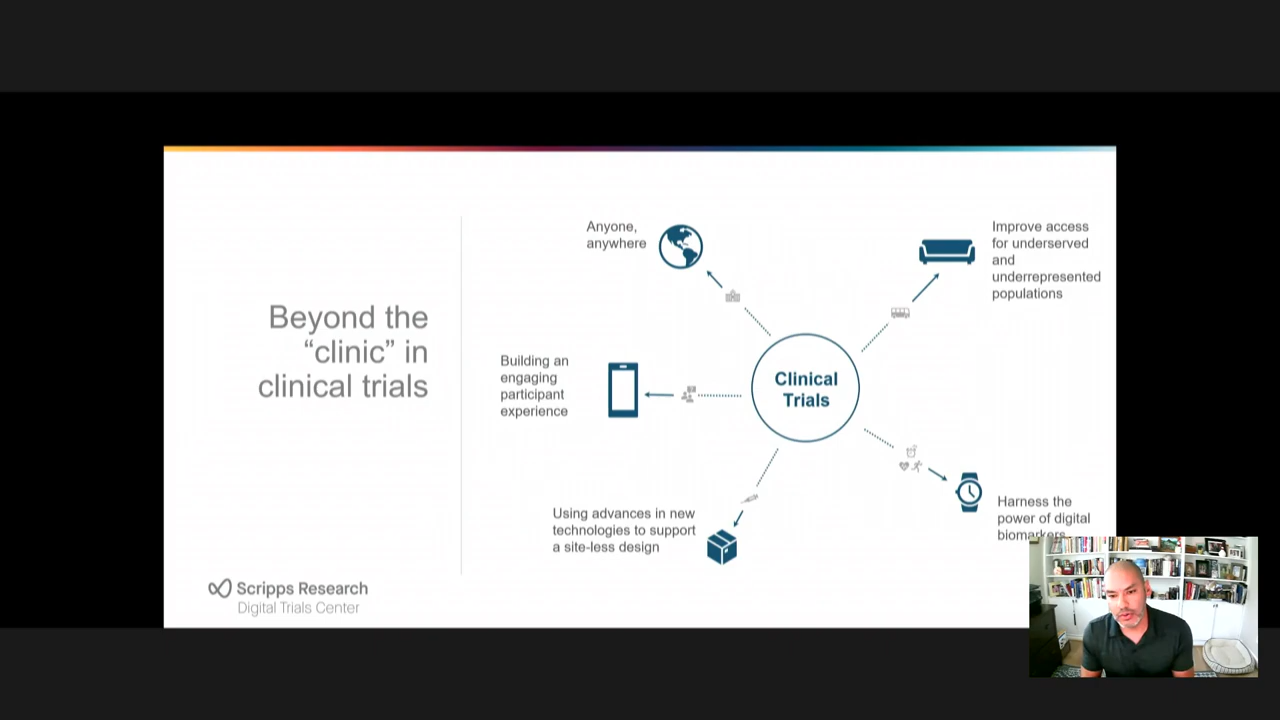 Beyond the
“clinic” in
clinical trials
Anyone,
anywhere
Improve access
for underserved
and
underrepresented
populations
Building an
engaging
participant
experience
Clinical
Trials
Using advances in new
technologies to support
a site-less design
Harness the
power of digital
biomarkers
Scripps Research
Digital Trials Center